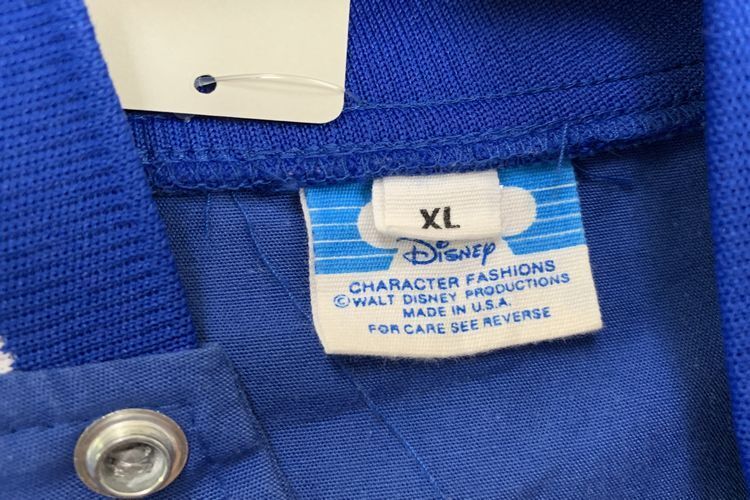 XL
Disney
CHARACTER FASHIONS
©WALT DISNEY PRODUCTIONS
MADE IN U.S.A.
FOR CARE SEE REVERSE